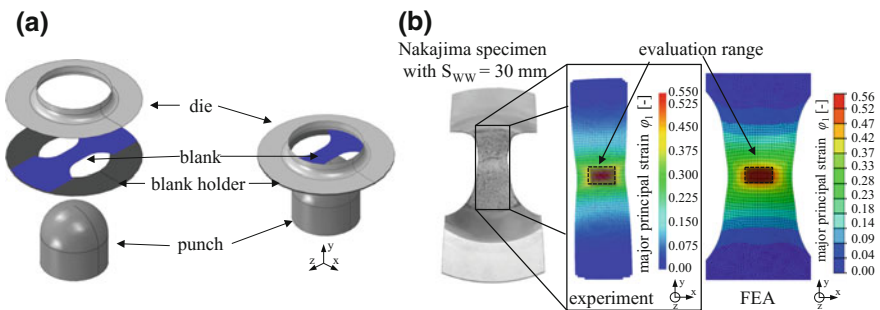 (a)
die
blank
blank holder
punch
y
z x
(b)
Nakajima specimen
with S_WW = 30 mm
evaluation range
major principal strain φ₁ [-]
0.550
0.450
0.375
0.300
0.225
0.150
0.075
0.00
y
x
z
experiment
major principal strain φ₁ [-]
0.56
0.52
0.47
0.42
0.38
0.33
0.28
0.23
0.18
0.14
0.09
0.04
0.00
y
x
z
FEA